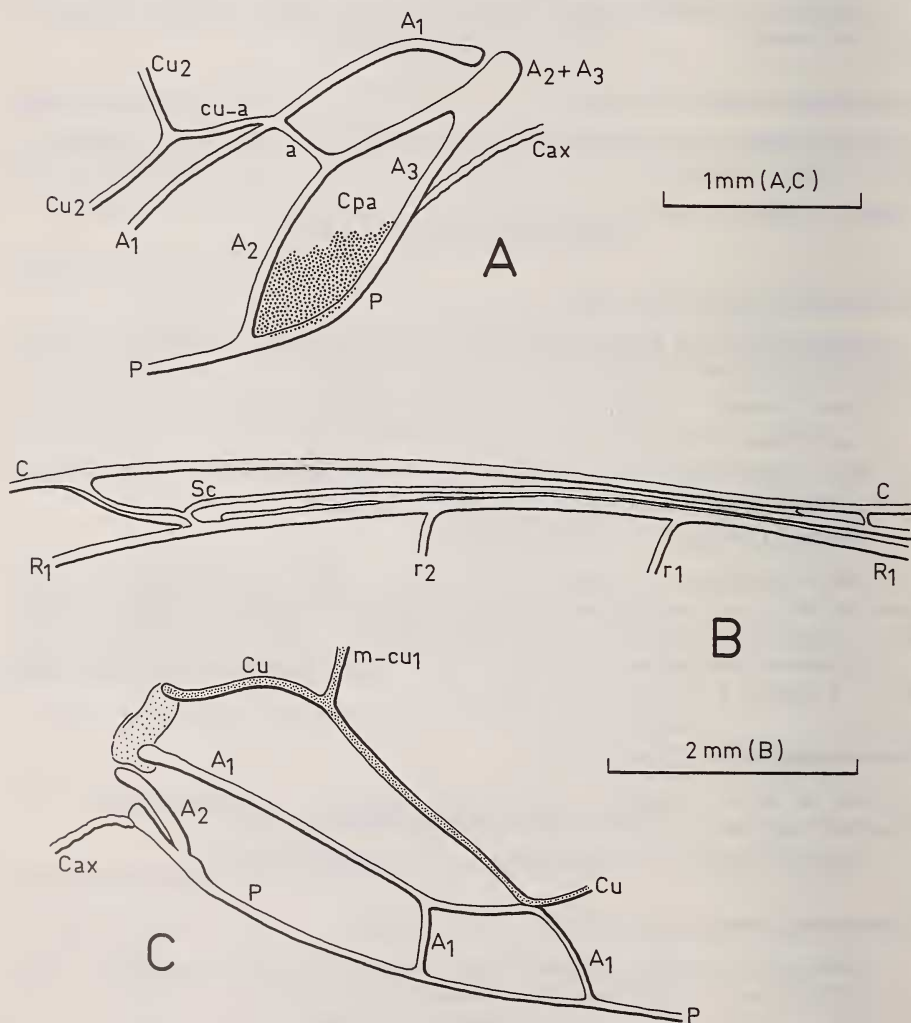 A1
Cu2
A2+A3
cu-a
Cax
a
A3
1mm (A,C)
Cpa
Cu2
A1
A2
A
P
P
C
Sc
C
R1
r2
r1
R1
B
Cu
m-cu1
2 mm (B)
A1
A2
Cax
Cu
P
C
A1
A1
P